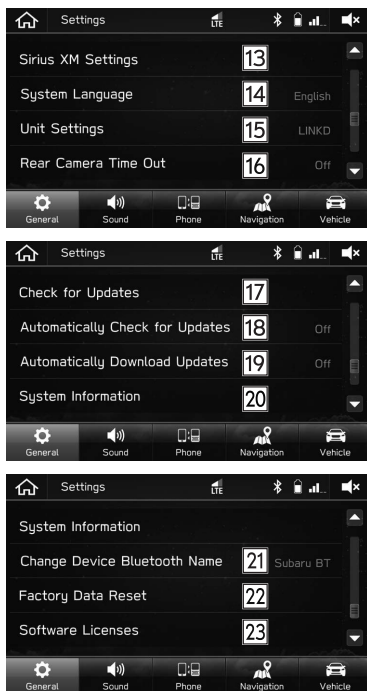 Settings LTE
Sirius XM Settings 13
System Language 14 English
Unit Settings 15 LINKD
Rear Camera Time Out 16 Off
General Sound Phone Navigation Vehicle
Settings LTE
Check for Updates 17
Automatically Check for Updates 18 Off
Automatically Download Updates 19 Off
System Information 20
General Sound Phone Navigation Vehicle
Settings LTE
System Information
Change Device Bluetooth Name 21 Subaru BT
Factory Data Reset 22
Software Licenses 23
General Sound Phone Navigation Vehicle